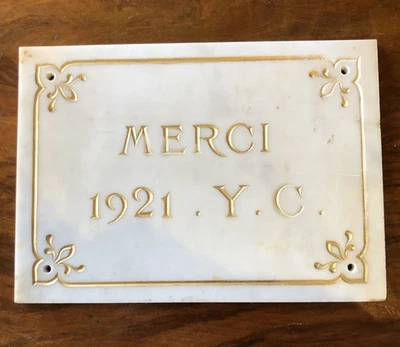 MERCI
1921 . Y. C.